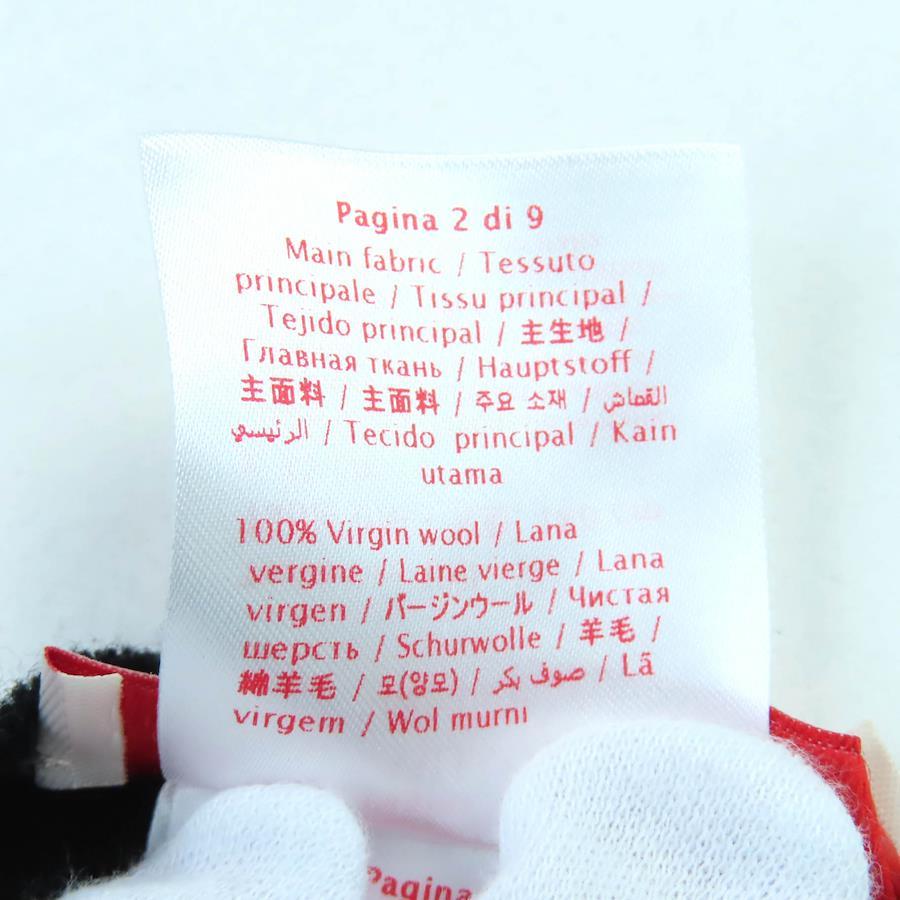 Pagina 2 di 9
Main fabric / Tessuto
principale / Tissu principal /
Tejido principal / 主生地 /
Главная ткань / Hauptstoff /
主面料 / 主面料 / 주요 소재 / القماش
الرئيسي / Tecido principal / Kain
utama
100% Virgin wool / Lana
vergine / Laine vierge / Lana
virgen / バージンウール / Чистая
шерсть / Schurwolle / 羊毛 /
綿羊毛 / 모(양모) / صوف بكر / Lã
virgem / Wol murni
Pagina